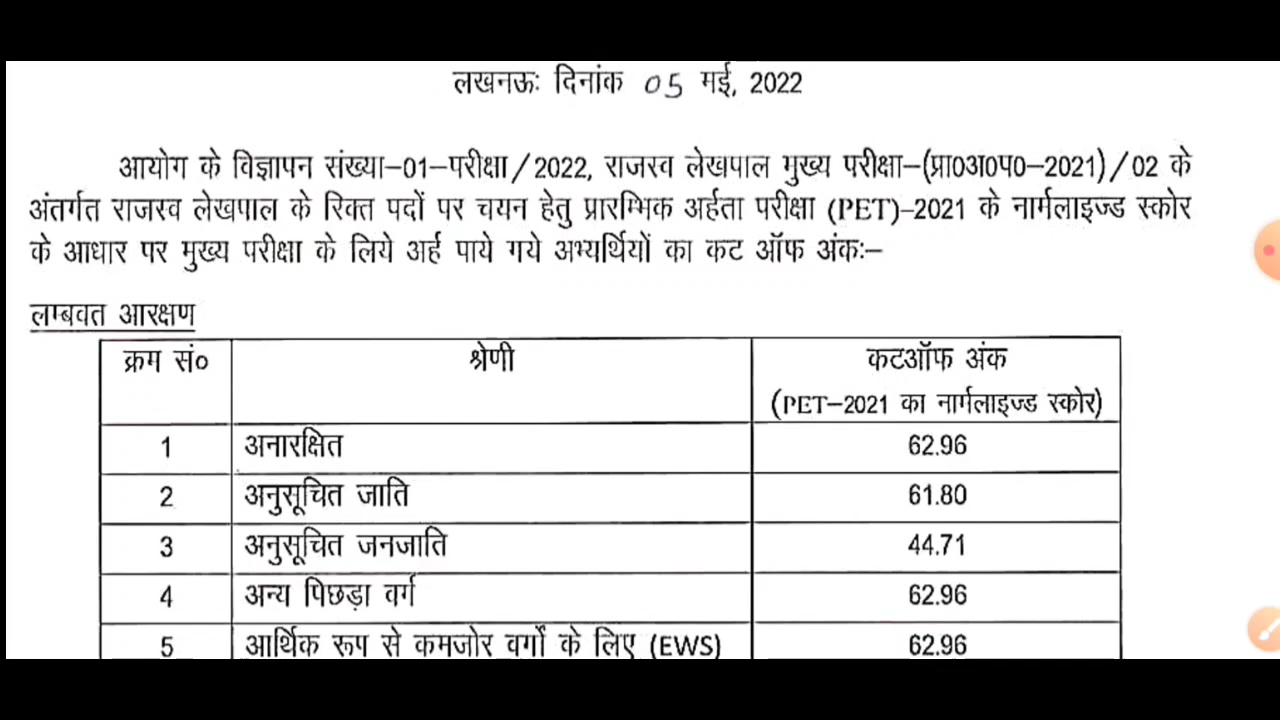 लखनऊः दिनांक 05 मई, 2022
आयोग के विज्ञापन संख्या–01–परीक्षा/2022, राजस्व लेखपाल मुख्य परीक्षा–(प्रा0अ0प0–2021)/02 के
अंतर्गत राजस्व लेखपाल के रिक्त पदों पर चयन हेतु प्रारम्भिक अर्हता परीक्षा (PET)–2021 के नार्मलाइज्ड स्कोर
के आधार पर मुख्य परीक्षा के लिये अर्ह पाये गये अभ्यर्थियों का कट ऑफ अंकः–
लम्बवत आरक्षण
क्रम सं० श्रेणी कटऑफ अंक
(PET–2021 का नार्मलाइज्ड स्कोर)
1 अनारक्षित 62.96
2 अनुसूचित जाति 61.80
3 अनुसूचित जनजाति 44.71
4 अन्य पिछड़ा वर्ग 62.96
5 आर्थिक रूप से कमजोर वर्गों के लिए (EWS) 62.96